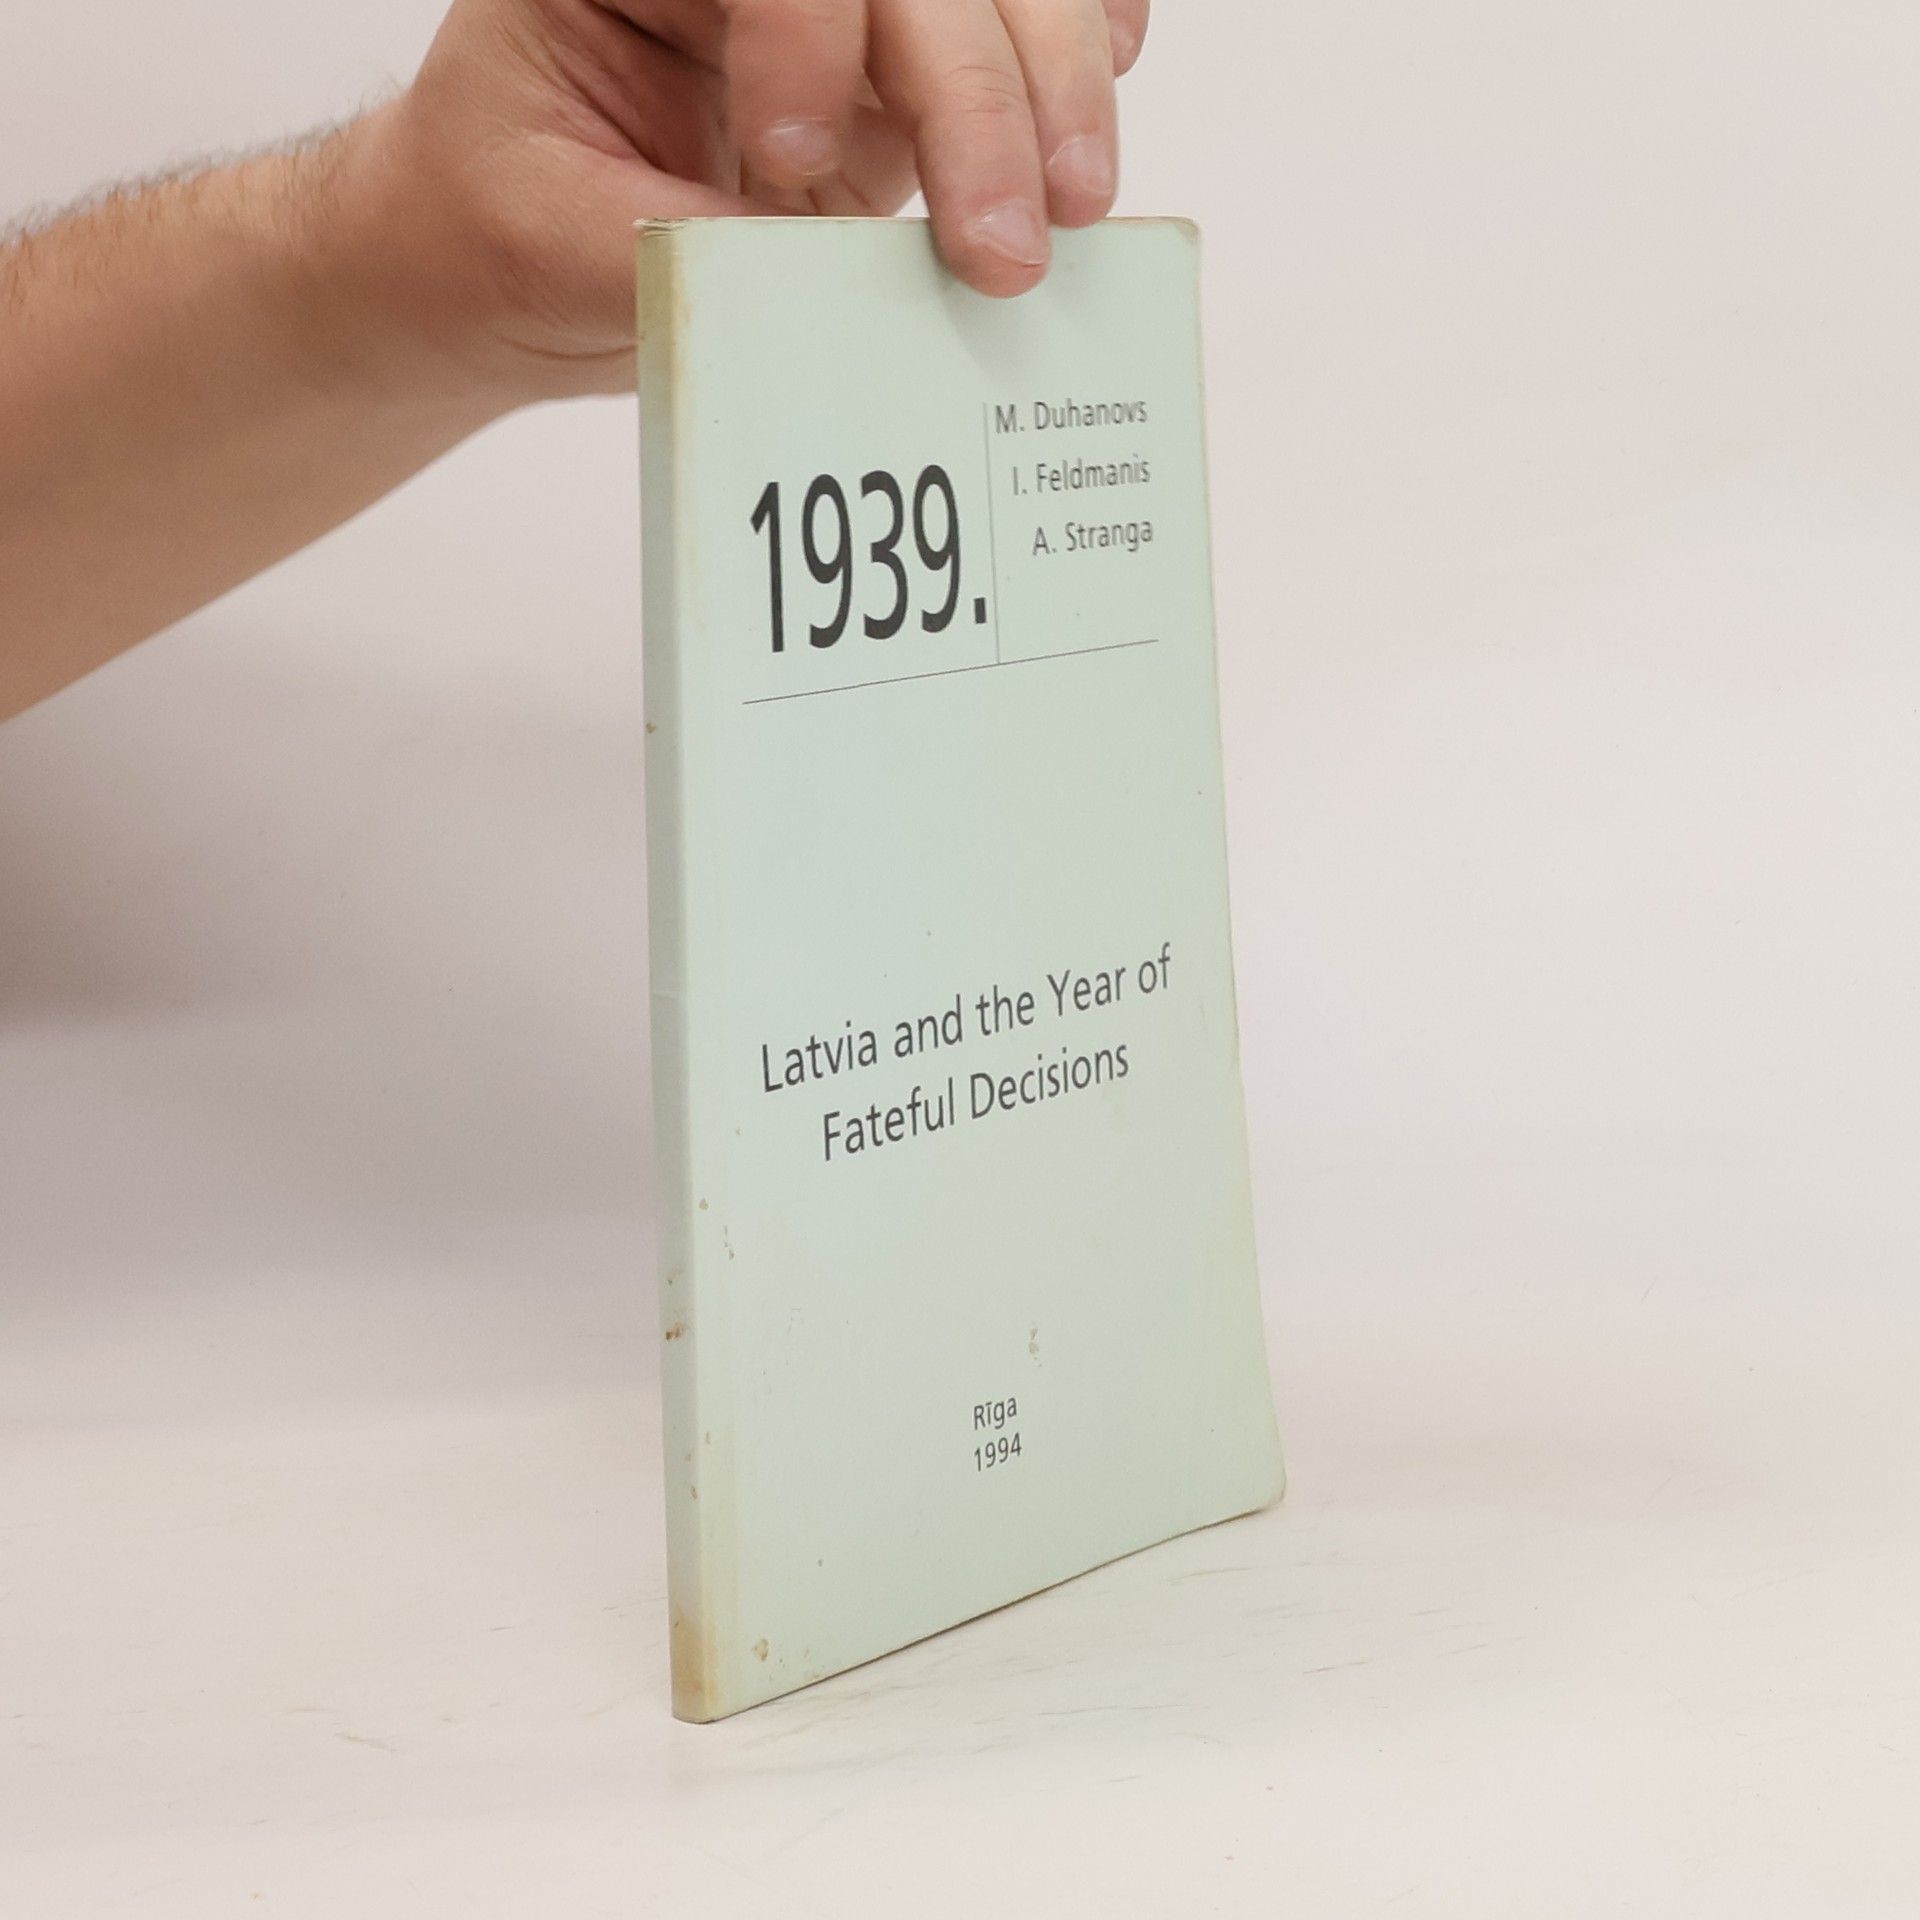 1939.
M. Duhanovs
I. Feldmanis
A. Stranga
Latvia and the Year of
Fateful Decisions
Rīga
1994